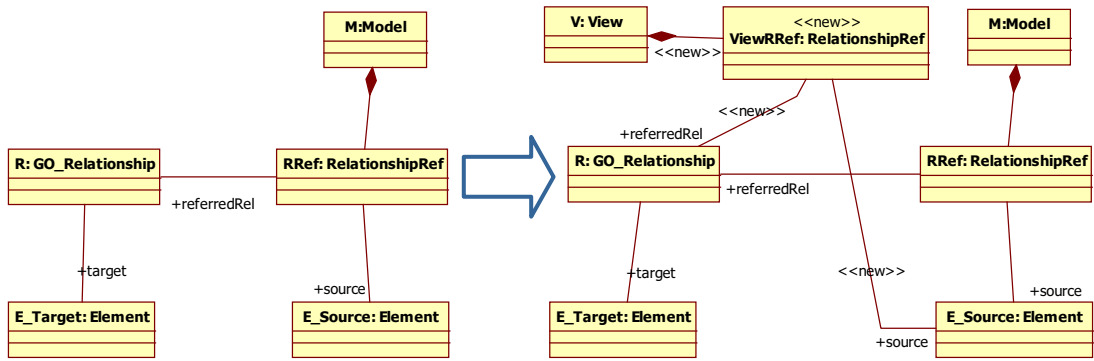 M:Model
R: GO_Relationship
RRef: RelationshipRef
+referredRel
+target
+source
E_Target: Element
E_Source: Element
V: View
<<new>>
<<new>>
ViewRRef: RelationshipRef
M:Model
<<new>>
+referredRel
R: GO_Relationship
RRef: RelationshipRef
+referredRel
+target
<<new>>
+source
E_Target: Element
E_Source: Element
+source